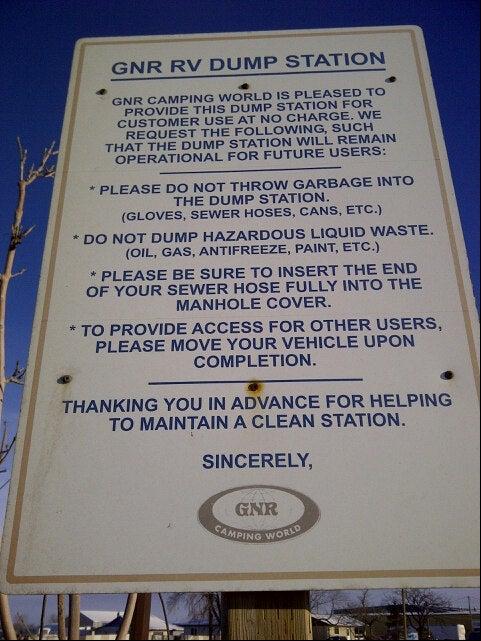 GNR RV DUMP STATION
GNR CAMPING WORLD IS PLEASED TO
PROVIDE THIS DUMP STATION FOR
CUSTOMER USE AT NO CHARGE. WE
REQUEST THE FOLLOWING, SUCH
THAT THE DUMP STATION WILL REMAIN
OPERATIONAL FOR FUTURE USERS:
* PLEASE DO NOT THROW GARBAGE INTO
THE DUMP STATION.
(GLOVES, SEWER HOSES, CANS, ETC.)
* DO NOT DUMP HAZARDOUS LIQUID WASTE.
(OIL, GAS, ANTIFREEZE, PAINT, ETC.)
* PLEASE BE SURE TO INSERT THE END
OF YOUR SEWER HOSE FULLY INTO THE
MANHOLE COVER.
* TO PROVIDE ACCESS FOR OTHER USERS,
PLEASE MOVE YOUR VEHICLE UPON
COMPLETION.
THANKING YOU IN ADVANCE FOR HELPING
TO MAINTAIN A CLEAN STATION.
SINCERELY,
GNR
CAMPING WORLD